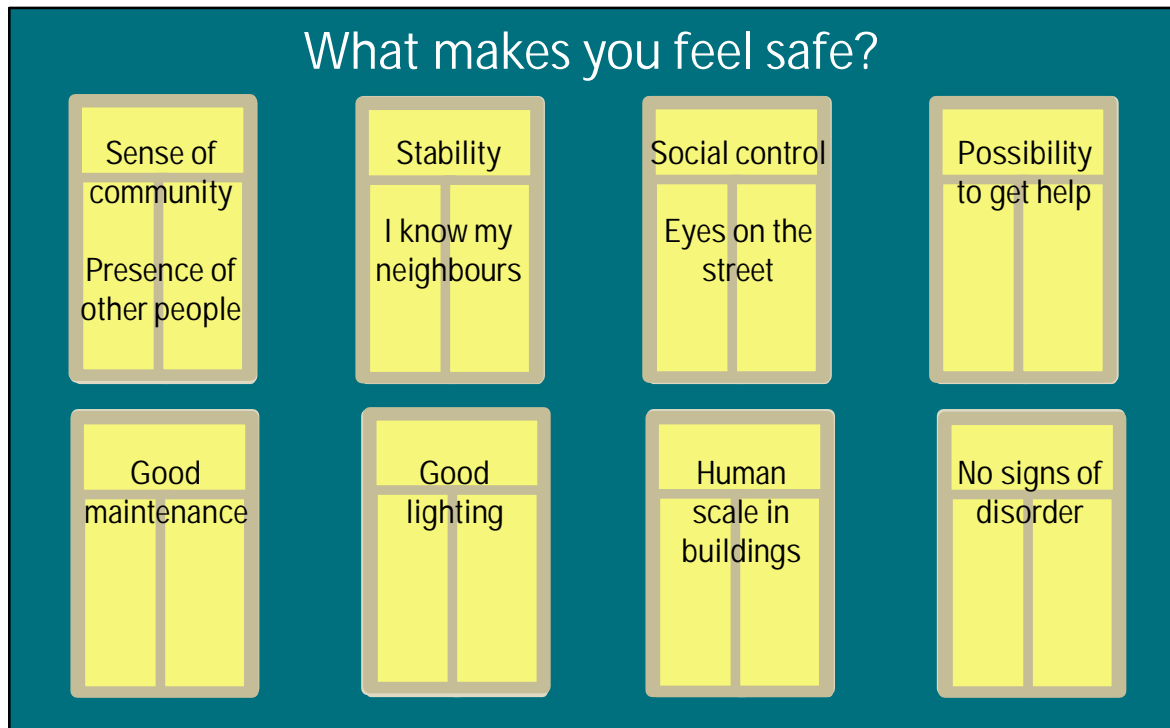 What makes you feel safe?
Sense of
community
Presence of
other people
Stability
I know my
neighbours
Social control
Eyes on the
street
Possibility
to get help
Good
maintenance
Good
lighting
Human
scale in
buildings
No signs of
disorder